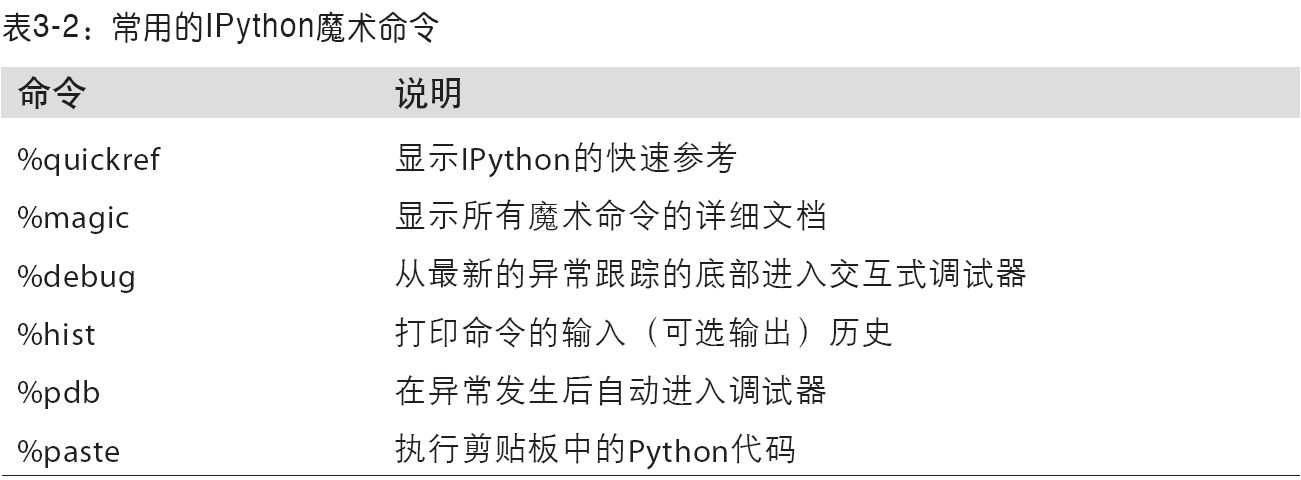 表3-2：常用的IPython魔术命令
命令 说明
%quickref 显示IPython的快速参考
%magic 显示所有魔术命令的详细文档
%debug 从最新的异常跟踪的底部进入交互式调试器
%hist 打印命令的输入（可选输出）历史
%pdb 在异常发生后自动进入调试器
%paste 执行剪贴板中的Python代码